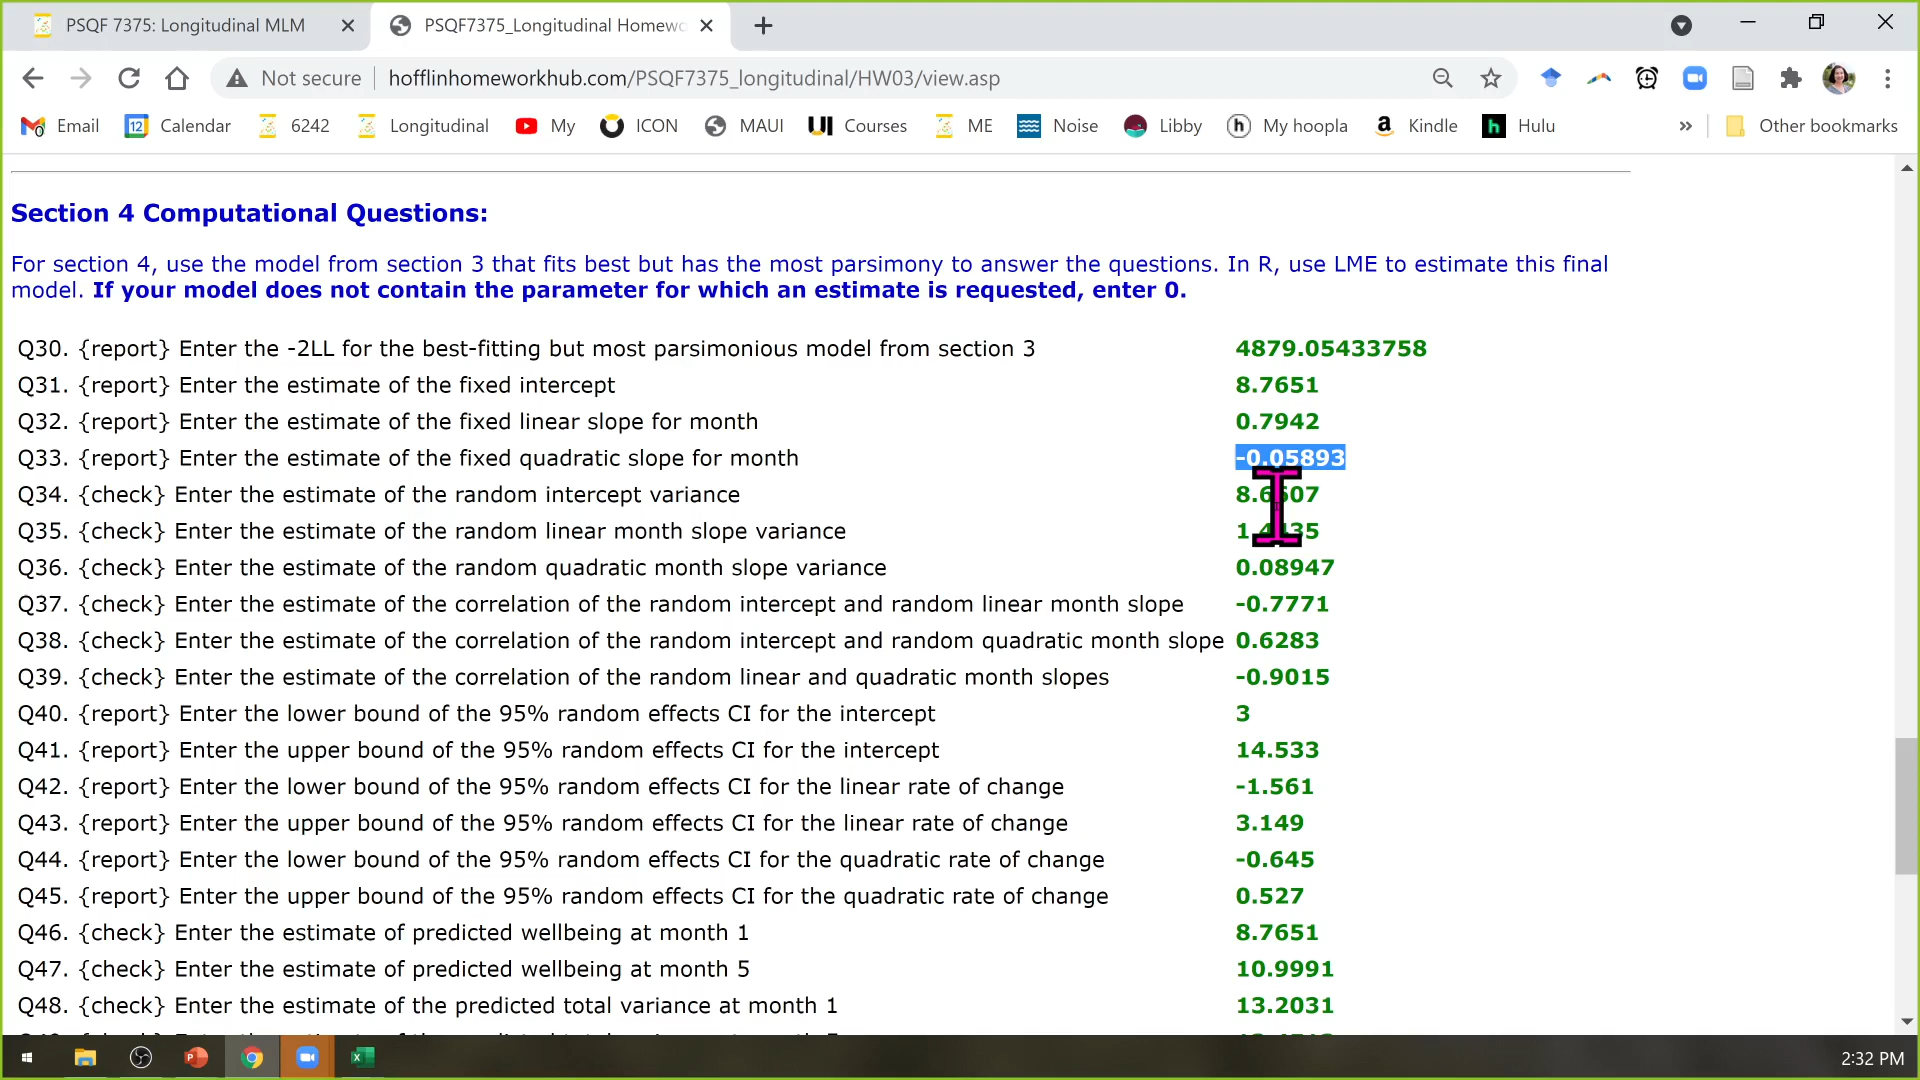 PSQF 7375: Longitudinal MLM
PSQF7375_Longitudinal Homewo
Not secure
hofflinhomeworkhub.com/PSQF7375_longitudinal/HW03/view.asp
Email
12
Calendar
6242
Longitudinal
My
ICON
MAUI
Courses
ME
Noise
Libby
My hoopla
Kindle
Hulu
Other bookmarks
Section 4 Computational Questions:
For section 4, use the model from section 3 that fits best but has the most parsimony to answer the questions. In R, use LME to estimate this final
model. If your model does not contain the parameter for which an estimate is requested, enter 0.
Q30. {report} Enter the -2LL for the best-fitting but most parsimonious model from section 3 4879.05433758
Q31. {report} Enter the estimate of the fixed intercept 8.7651
Q32. {report} Enter the estimate of the fixed linear slope for month 0.7942
Q33. {report} Enter the estimate of the fixed quadratic slope for month -0.05893
Q34. {check} Enter the estimate of the random intercept variance
Q35. {check} Enter the estimate of the random linear month slope variance
Q36. {check} Enter the estimate of the random quadratic month slope variance 0.08947
Q37. {check} Enter the estimate of the correlation of the random intercept and random linear month slope -0.7771
Q38. {check} Enter the estimate of the correlation of the random intercept and random quadratic month slope 0.6283
Q39. {check} Enter the estimate of the correlation of the random linear and quadratic month slopes -0.9015
Q40. {report} Enter the lower bound of the 95% random effects CI for the intercept 3
Q41. {report} Enter the upper bound of the 95% random effects CI for the intercept 14.533
Q42. {report} Enter the lower bound of the 95% random effects CI for the linear rate of change -1.561
Q43. {report} Enter the upper bound of the 95% random effects CI for the linear rate of change 3.149
Q44. {report} Enter the lower bound of the 95% random effects CI for the quadratic rate of change -0.645
Q45. {report} Enter the upper bound of the 95% random effects CI for the quadratic rate of change 0.527
Q46. {check} Enter the estimate of predicted wellbeing at month 1 8.7651
Q47. {check} Enter the estimate of predicted wellbeing at month 5 10.9991
Q48. {check} Enter the estimate of the predicted total variance at month 1 13.2031
2:32 PM